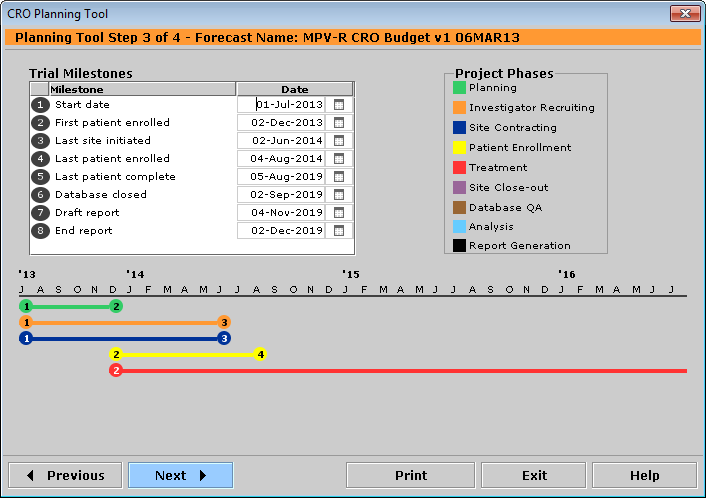 CRO Planning Tool
Planning Tool Step 3 of 4 - Forecast Name: MPV-R CRO Budget v1 06MAR13
Trial Milestones
Milestone Date
1 Start date 01-Jul-2013
2 First patient enrolled 02-Dec-2013
3 Last site initiated 02-Jun-2014
4 Last patient enrolled 04-Aug-2014
5 Last patient complete 05-Aug-2019
6 Database closed 02-Sep-2019
7 Draft report 04-Nov-2019
8 End report 02-Dec-2019
Project Phases
Planning
Investigator Recruiting
Site Contracting
Patient Enrollment
Treatment
Site Close-out
Database QA
Analysis
Report Generation
'13 '14 '15 '16
J A S O N D J F M A M J J A S O N D J F M A M J J A S O N D J F M A M J J
1 2
1 3
1 3
2 4
2
Previous Next Print Exit Help